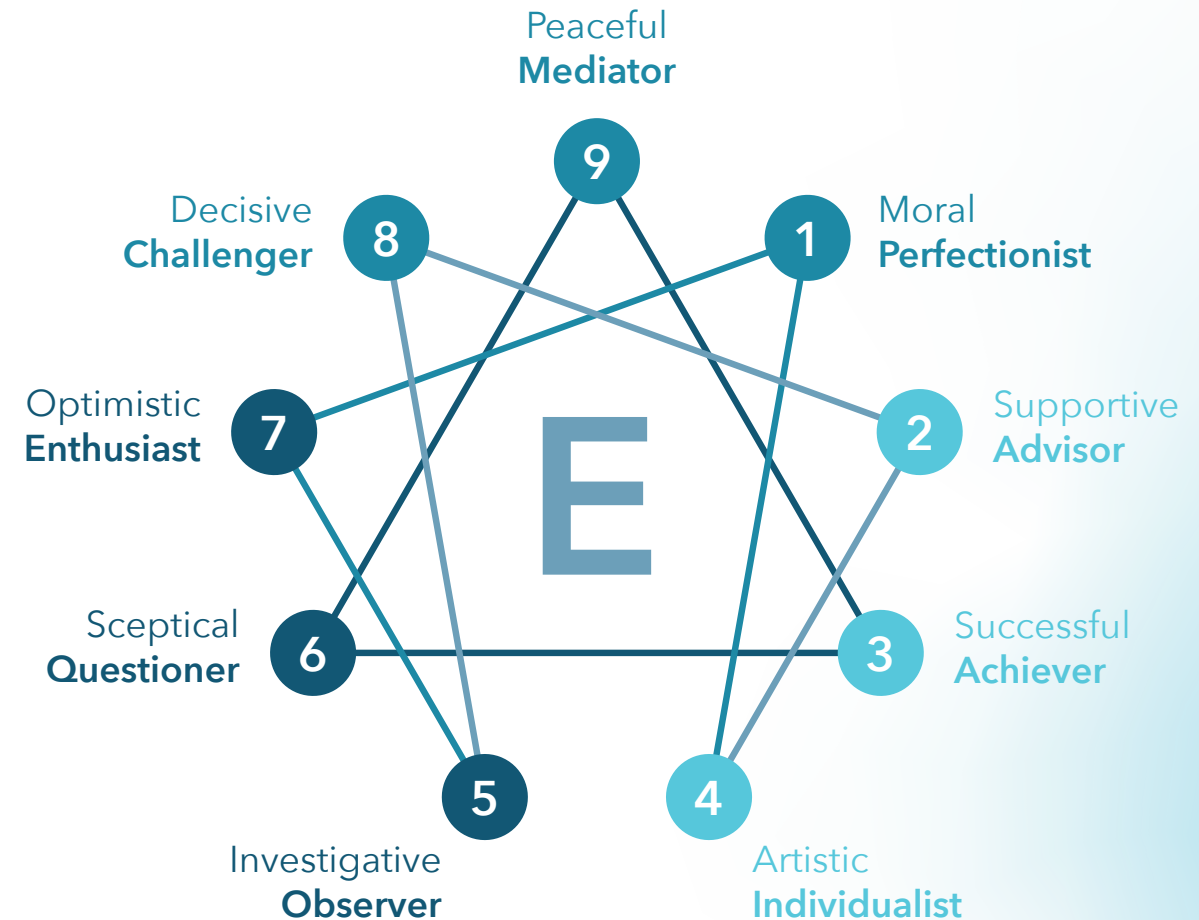 Peaceful
Mediator
9
Decisive
Challenger
8
1
Moral
Perfectionist
Optimistic
Enthusiast
7
E
2
Supportive
Advisor
Sceptical
Questioner
6
3
Successful
Achiever
5
4
Investigative
Observer
Artistic
Individualist